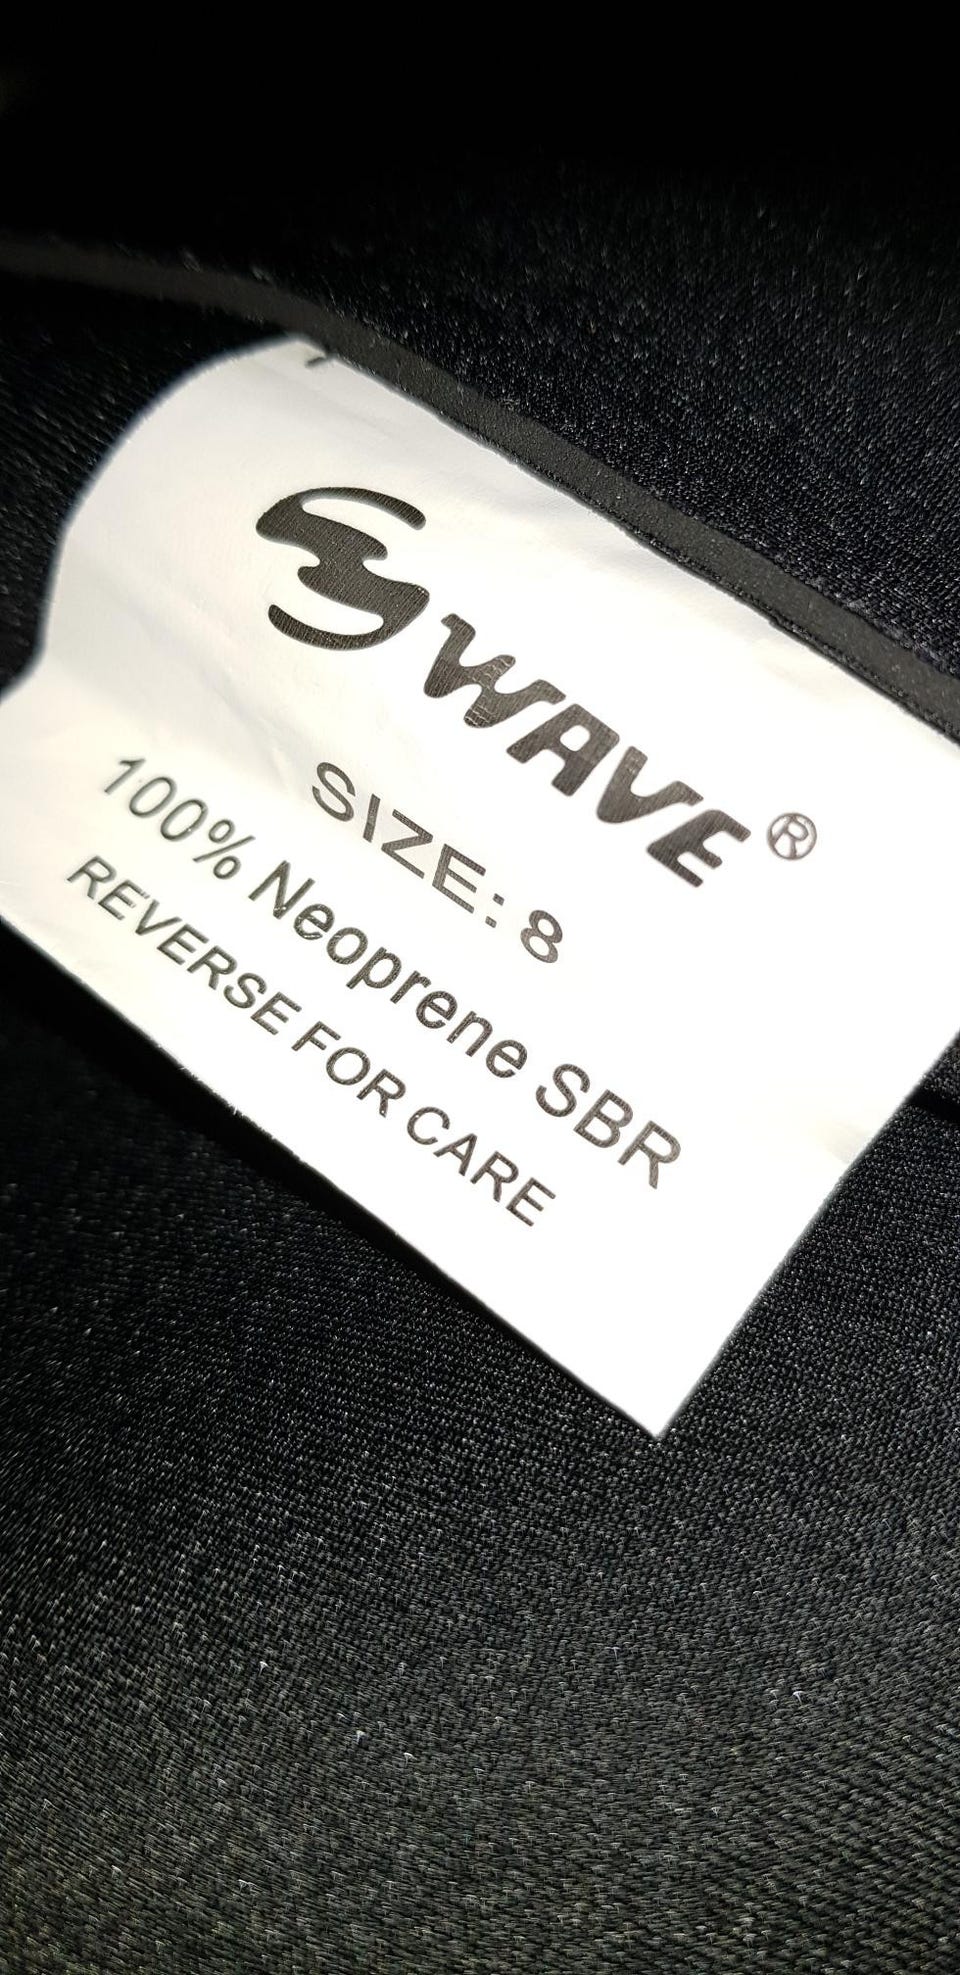 S WAVE ®
SIZE: 8
100% Neoprene SBR
REVERSE FOR CARE